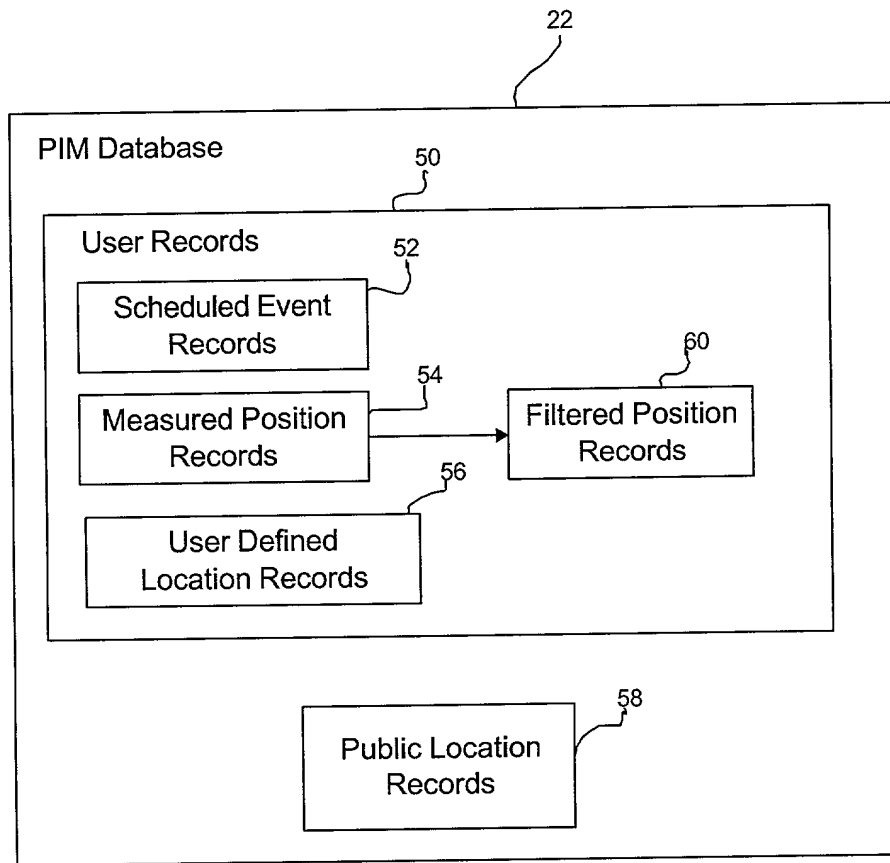 22
PIM Database
50
User Records
52
Scheduled Event
Records
54
Measured Position
Records
60
Filtered Position
Records
56
User Defined
Location Records
58
Public Location
Records